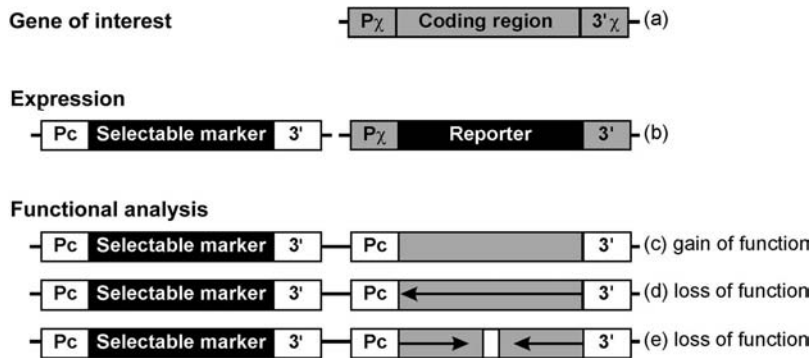 Gene of interest Pχ Coding region 3'χ (a)
Expression
Pc Selectable marker 3' Pχ Reporter 3' (b)
Functional analysis
Pc Selectable marker 3' Pc 3' (c) gain of function
Pc Selectable marker 3' Pc 3' (d) loss of function
Pc Selectable marker 3' Pc 3' (e) loss of function